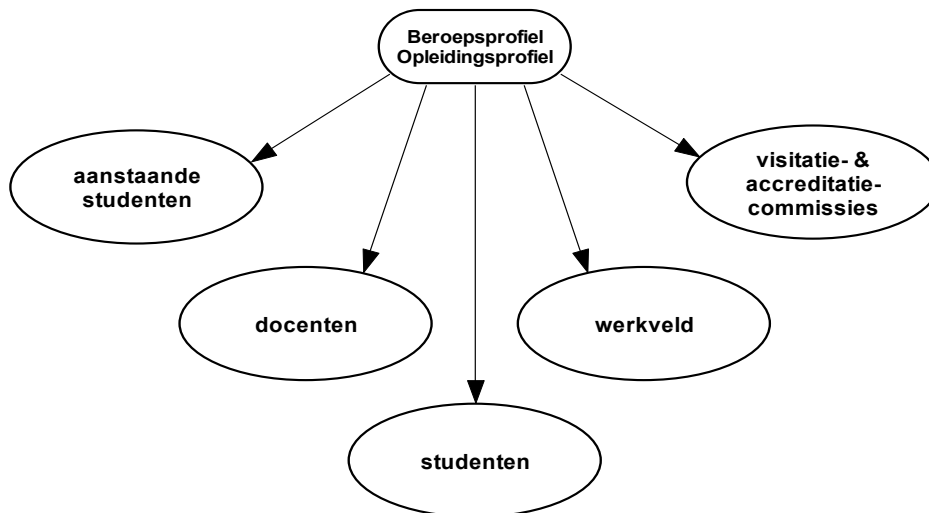 Beroepsprofiel
Opleidingsprofiel
aanstaande
studenten
visitatie- &
accreditatie-
commissies
docenten
werkveld
studenten